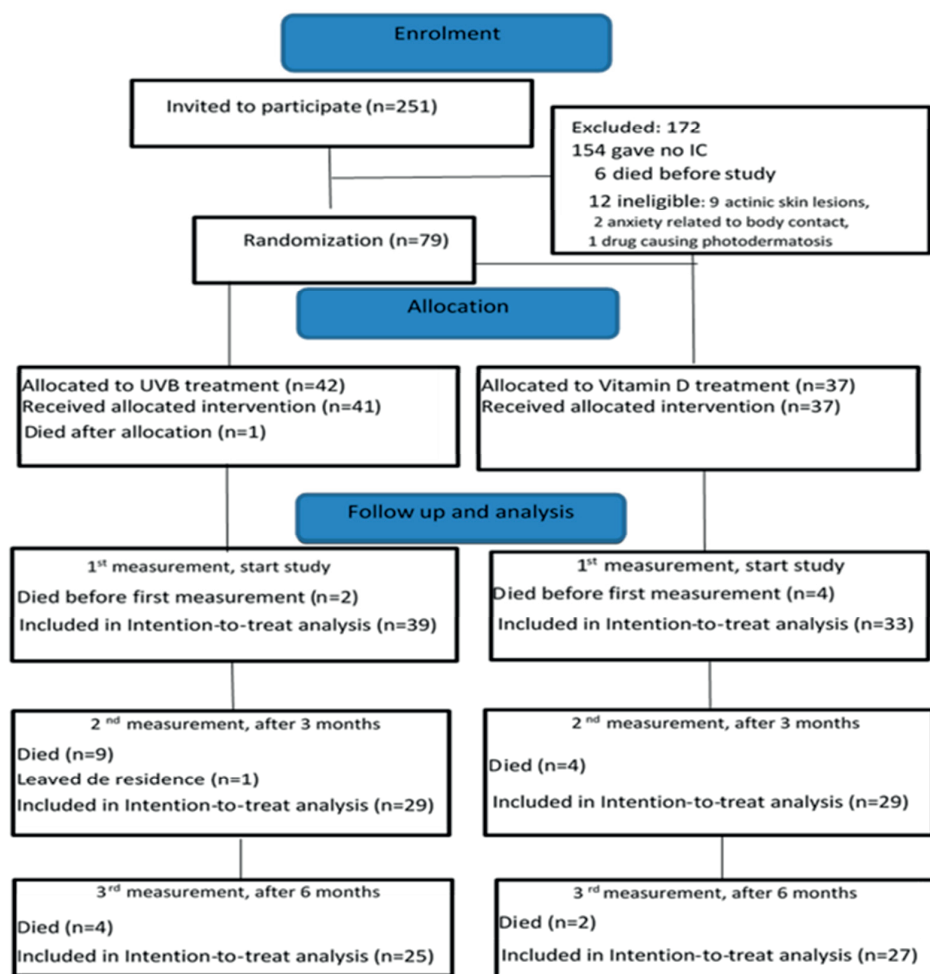 Enrolment
Invited to participate (n=251)
Excluded: 172
154 gave no IC
6 died before study
12 ineligible: 9 actinic skin lesions,
2 anxiety related to body contact,
1 drug causing photodermatosis
Randomization (n=79)
Allocation
Allocated to UVB treatment (n=42)
Received allocated intervention (n=41)
Died after allocation (n=1)
Allocated to Vitamin D treatment (n=37)
Received allocated intervention (n=37)
Follow up and analysis
1st measurement, start study
Died before first measurement (n=2)
Included in Intention-to-treat analysis (n=39)
1st measurement, start study
Died before first measurement (n=4)
Included in Intention-to-treat analysis (n=33)
2 nd measurement, after 3 months
Died (n=9)
Leaved de residence (n=1)
Included in Intention-to-treat analysis (n=29)
2 nd measurement, after 3 months
Died (n=4)
Included in Intention-to-treat analysis (n=29)
3rd measurement, after 6 months
Died (n=4)
Included in Intention-to-treat analysis (n=25)
3 rd measurement, after 6 months
Died (n=2)
Included in Intention-to-treat analysis (n=27)